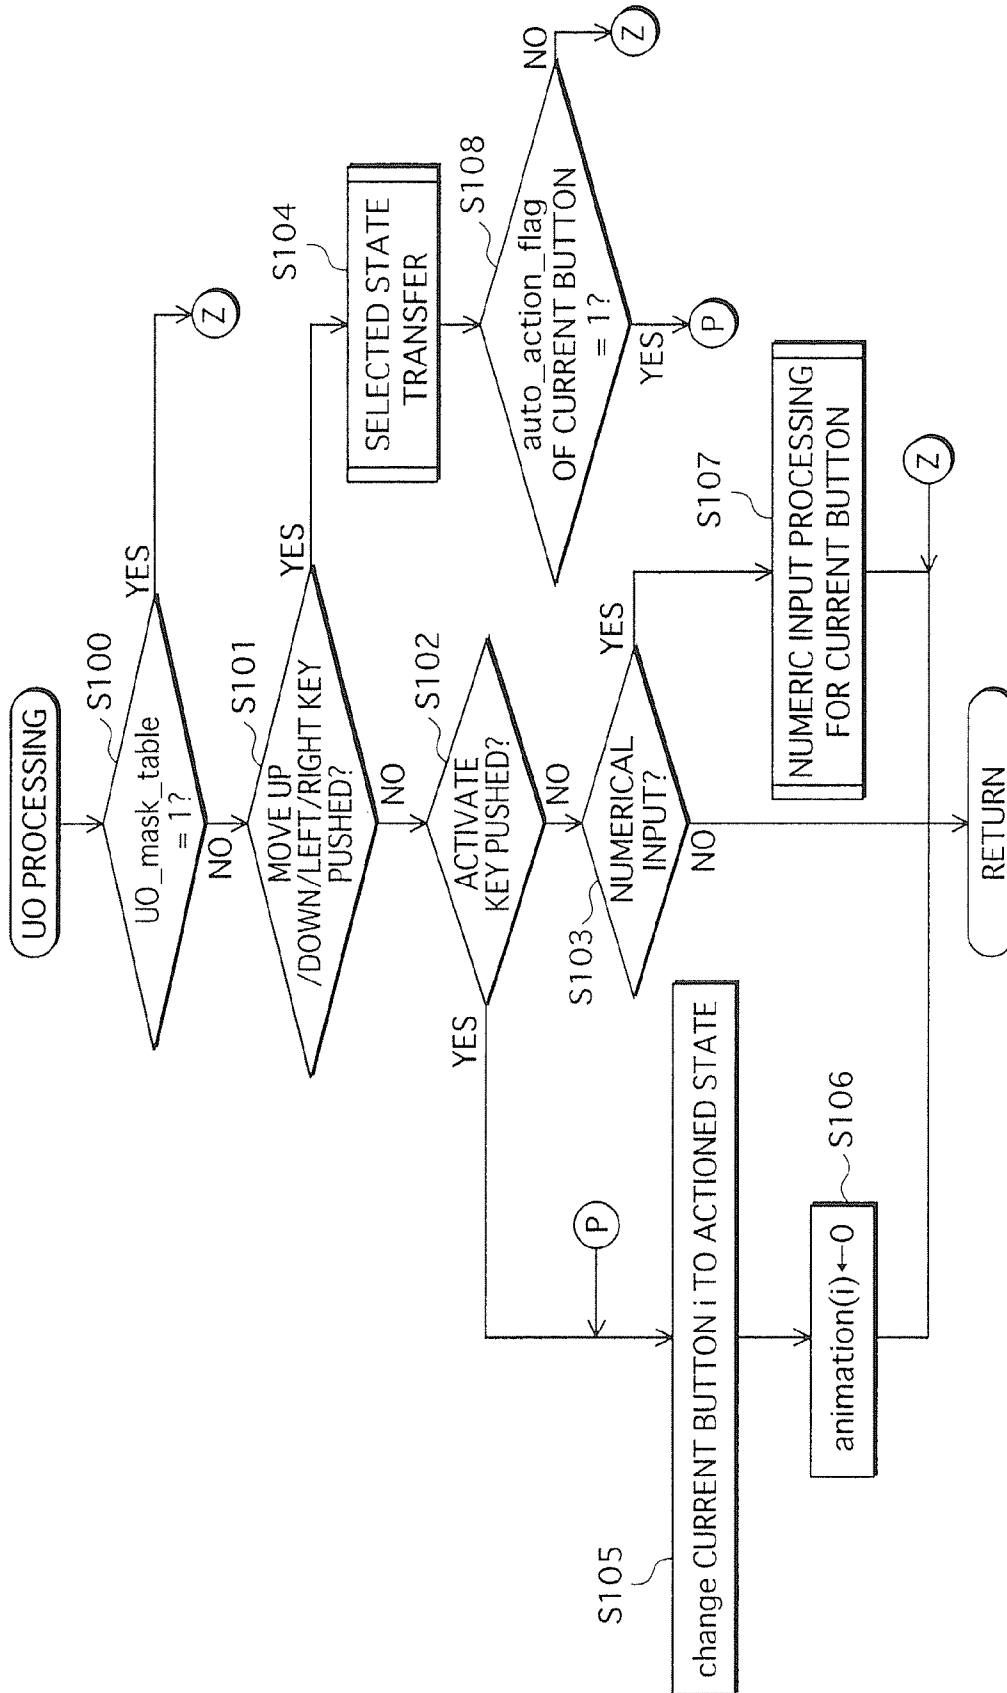 UO PROCESSING
S100
UO_mask_table
= 1?
YES
Z
NO
S101
MOVE UP
/DOWN/LEFT/RIGHT KEY
PUSHED?
YES
NO
S104
SELECTED STATE
TRANSFER
S108
auto_action_flag
OF CURRENT BUTTON
= 1?
NO
Z
YES
P
S102
ACTIVATE
KEY PUSHED?
YES
NO
S103
NUMERICAL
INPUT?
YES
NO
S107
NUMERIC INPUT PROCESSING
FOR CURRENT BUTTON
Z
P
S105
change CURRENT BUTTON i TO ACTIONED STATE
S106
animation(i)←0
RETURN